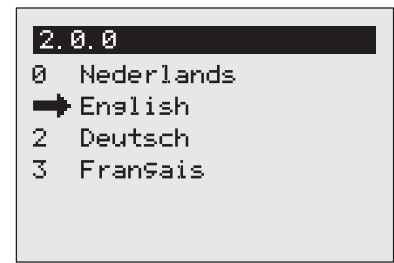 2.0.0
0 Nederlands
➡ English
2 Deutsch
3 Français